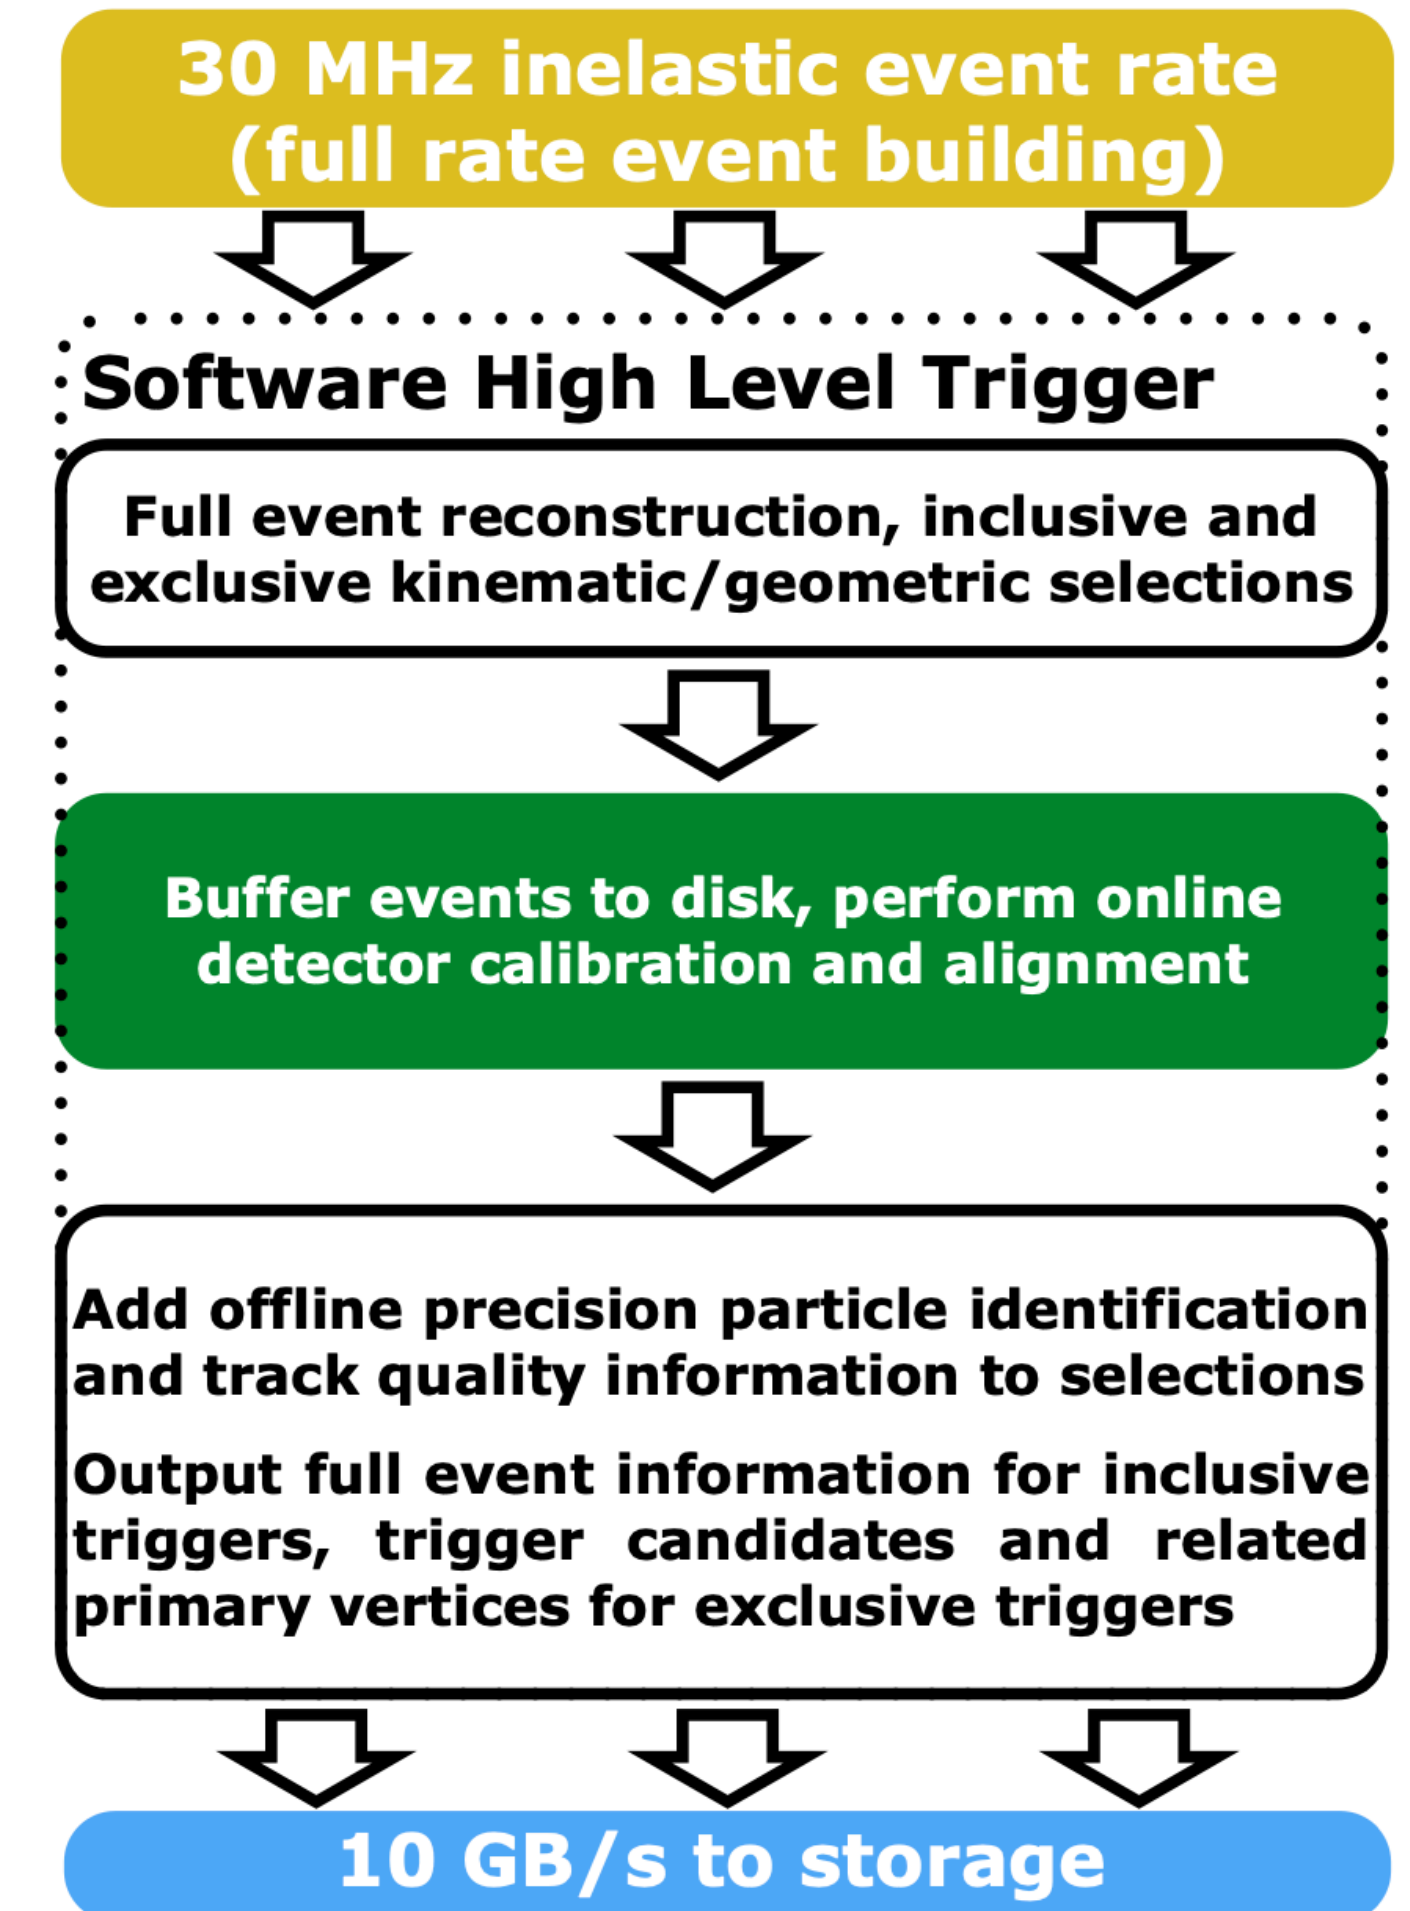 30 MHz inelastic event rate
(full rate event building)
Software High Level Trigger
Full event reconstruction, inclusive and
exclusive kinematic/geometric selections
Buffer events to disk, perform online
detector calibration and alignment
Add offline precision particle identification
and track quality information to selections
Output full event information for inclusive
triggers, trigger candidates and related
primary vertices for exclusive triggers
10 GB/s to storage